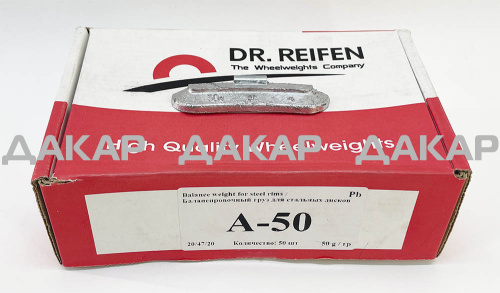 DR. REIFEN
The Wheelweights Company
50
High Quality Wheelweights
ДАКАР ДАКАР ДАКАР
Balance weight for steel rims / Pb
Балансировочный груз для стальных дисков
A-50
20/47/20 Количество: 50 шт 50 g / гр